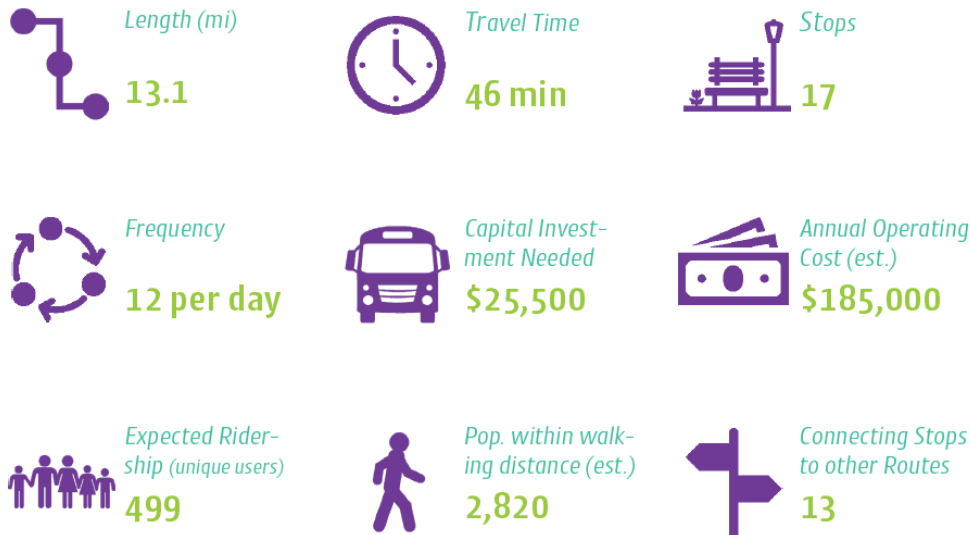 Length (mi)
13.1
Travel Time
46 min
Stops
17
Frequency
12 per day
Capital Invest-
ment Needed
$25,500
Annual Operating
Cost (est.)
$185,000
Expected Rider-
ship (unique users)
499
Pop. within walk-
ing distance (est.)
2,820
Connecting Stops
to other Routes
13